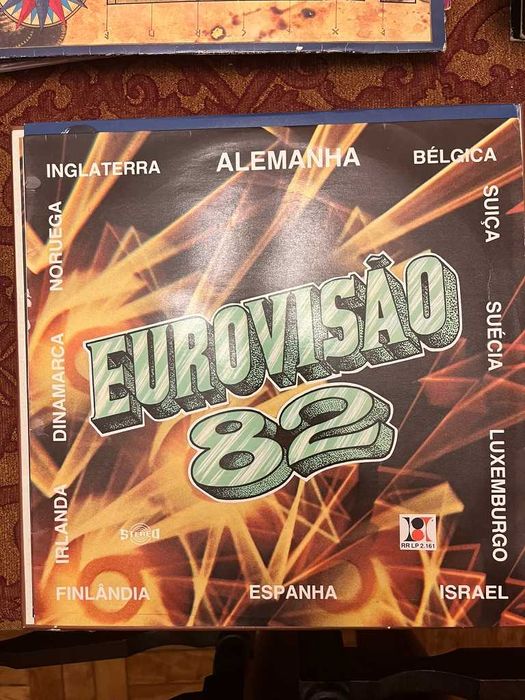 INGLATERRA
ALEMANHA
BÉLGICA
NORUEGA
SUIÇA
EUROVISÃO
82
DINAMARCA
SUÉCIA
IRLANDA
LUXEMBURGO
STEREO
RR LP 2.161
FINLÂNDIA
ESPANHA
ISRAEL